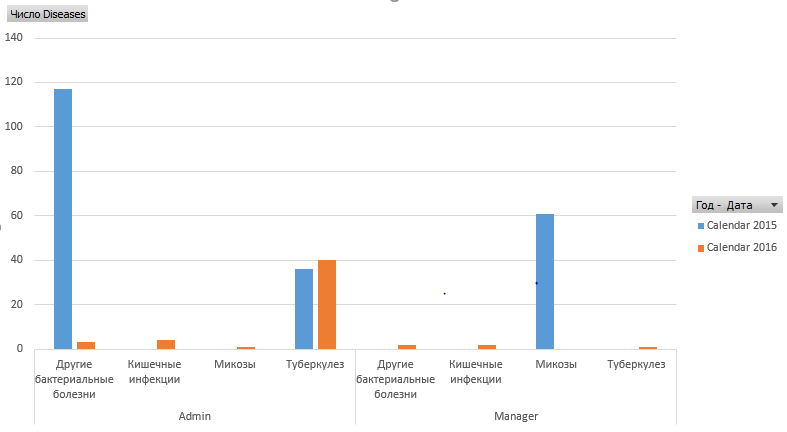 Число Diseases
140
120
100
80
60
40
20
0
Другие
бактериальные
болезни
Кишечные
инфекции
Микозы
Туберкулез
Другие
бактериальные
болезни
Кишечные
инфекции
Микозы
Туберкулез
Admin
Manager
Год - Дата
Calendar 2015
Calendar 2016